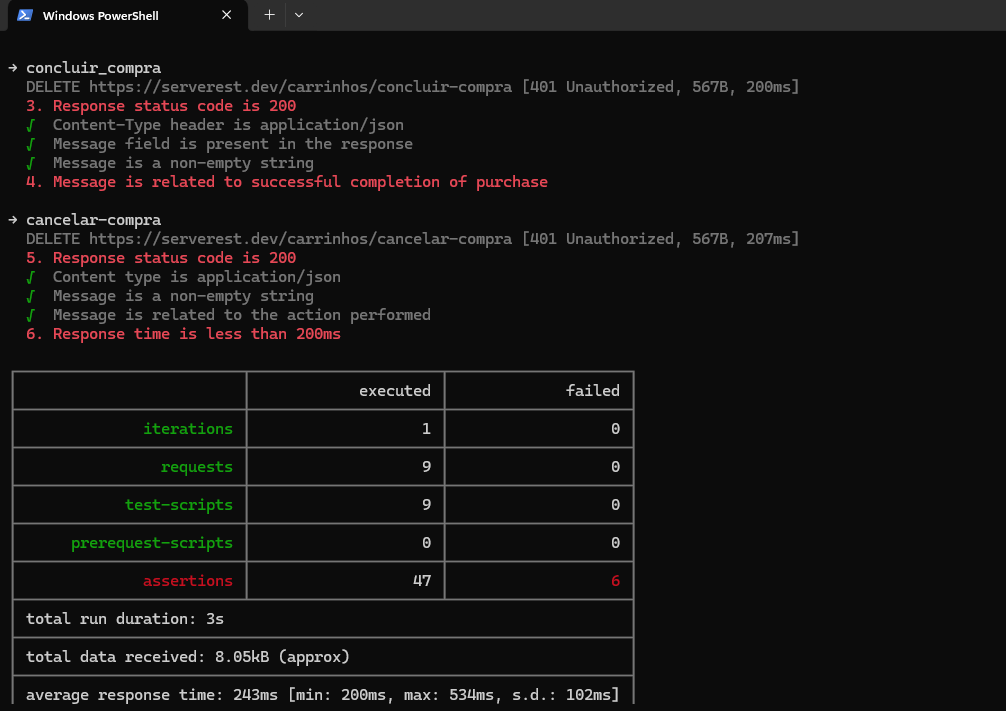 Windows PowerShell
→ concluir_compra
DELETE https://serverest.dev/carrinhos/concluir-compra [401 Unauthorized, 567B, 200ms]
3. Response status code is 200
√ Content-Type header is application/json
√ Message field is present in the response
√ Message is a non-empty string
4. Message is related to successful completion of purchase
→ cancelar-compra
DELETE https://serverest.dev/carrinhos/cancelar-compra [401 Unauthorized, 567B, 207ms]
5. Response status code is 200
√ Content type is application/json
√ Message is a non-empty string
√ Message is related to the action performed
6. Response time is less than 200ms
executed failed
iterations 1 0
requests 9 0
test-scripts 9 0
prerequest-scripts 0 0
assertions 47 6
total run duration: 3s
total data received: 8.05kB (approx)
average response time: 243ms [min: 200ms, max: 534ms, s.d.: 102ms]